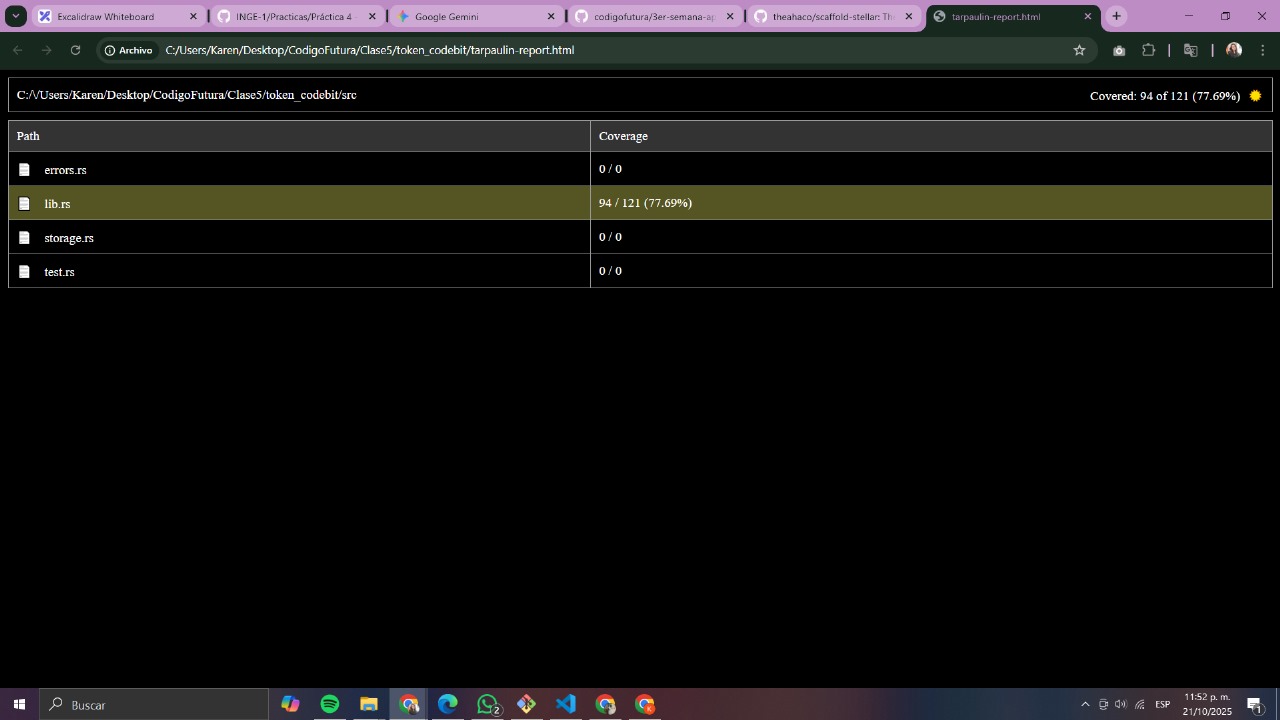 Excalidraw Whiteboard
INGE-1/Practicas/Práctica 4
Google Gemini
codigofutura/3er-semana-ap
theahaco/scaffold-stellar: Th
tarpaulin-report.html
Archivo
C:/Users/Karen/Desktop/CodigoFutura/Clase5/token_codebit/tarpaulin-report.html
C:/\/Users/Karen/Desktop/CodigoFutura/Clase5/token_codebit/src
Covered: 94 of 121 (77.69%)
Path Coverage
errors.rs 0 / 0
lib.rs 94 / 121 (77.69%)
storage.rs 0 / 0
test.rs 0 / 0
Buscar
2
K
ESP
11:52 p. m.
21/10/2025
1